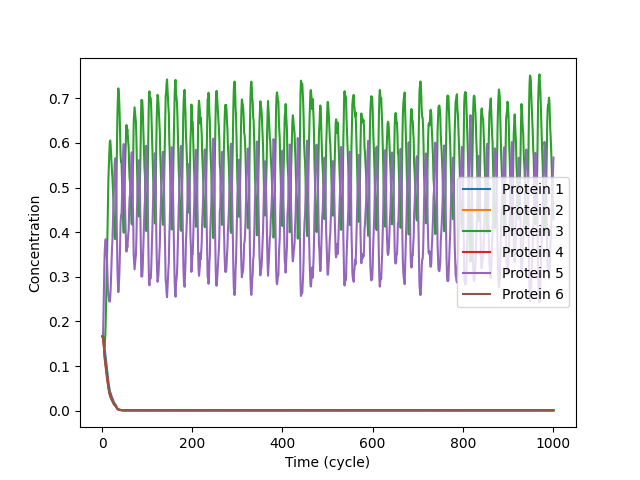 0.7
0.6
0.5
0.4
0.3
0.2
0.1
0.0
Concentration
0
200
400
600
800
1000
Time (cycle)
Protein 1
Protein 2
Protein 3
Protein 4
Protein 5
Protein 6